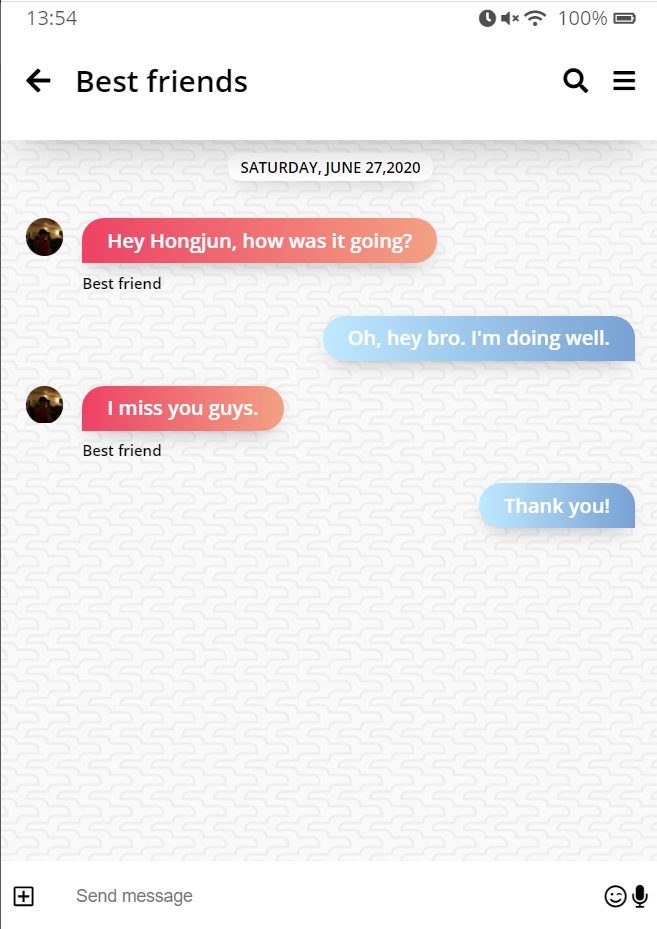 13:54
100%
Best friends
SATURDAY, JUNE 27,2020
Hey Hongjun, how was it going?
Best friend
Oh, hey bro. I'm doing well.
I miss you guys.
Best friend
Thank you!
Send message